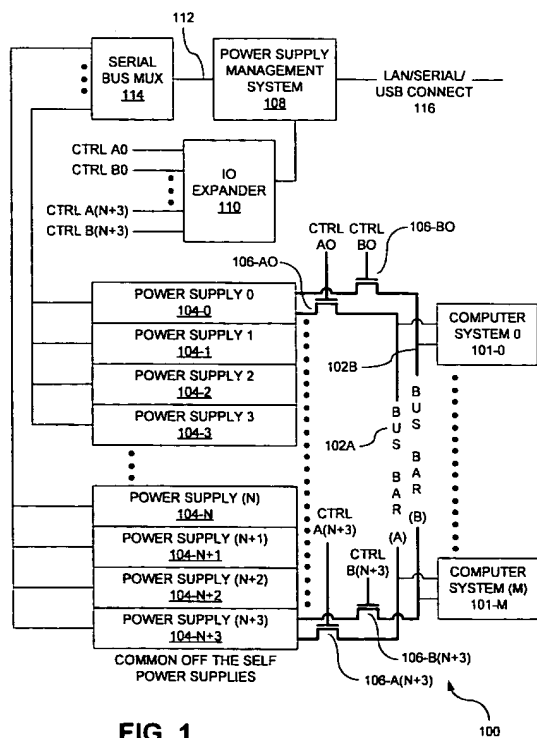 112
SERIAL
BUS MUX
114
POWER SUPPLY
MANAGEMENT
SYSTEM
108
LAN/SERIAL/
USB CONNECT
116
CTRL A0
CTRL B0
CTRL A(N+3)
CTRL B(N+3)
IO
EXPANDER
110
CTRL
AO
CTRL
BO
106-BO
106-AO
POWER SUPPLY 0
104-0
POWER SUPPLY 1
104-1
POWER SUPPLY 2
104-2
POWER SUPPLY 3
104-3
COMPUTER
SYSTEM 0
101-0
102B
102A
BUS BAR (A)
BUS BAR (B)
POWER SUPPLY (N)
104-N
POWER SUPPLY (N+1)
104-N+1
POWER SUPPLY (N+2)
104-N+2
POWER SUPPLY (N+3)
104-N+3
CTRL
A(N+3)
CTRL
B(N+3)
COMPUTER
SYSTEM (M)
101-M
COMMON OFF THE SELF
POWER SUPPLIES
106-B(N+3)
106-A(N+3)
100
FIG. 1